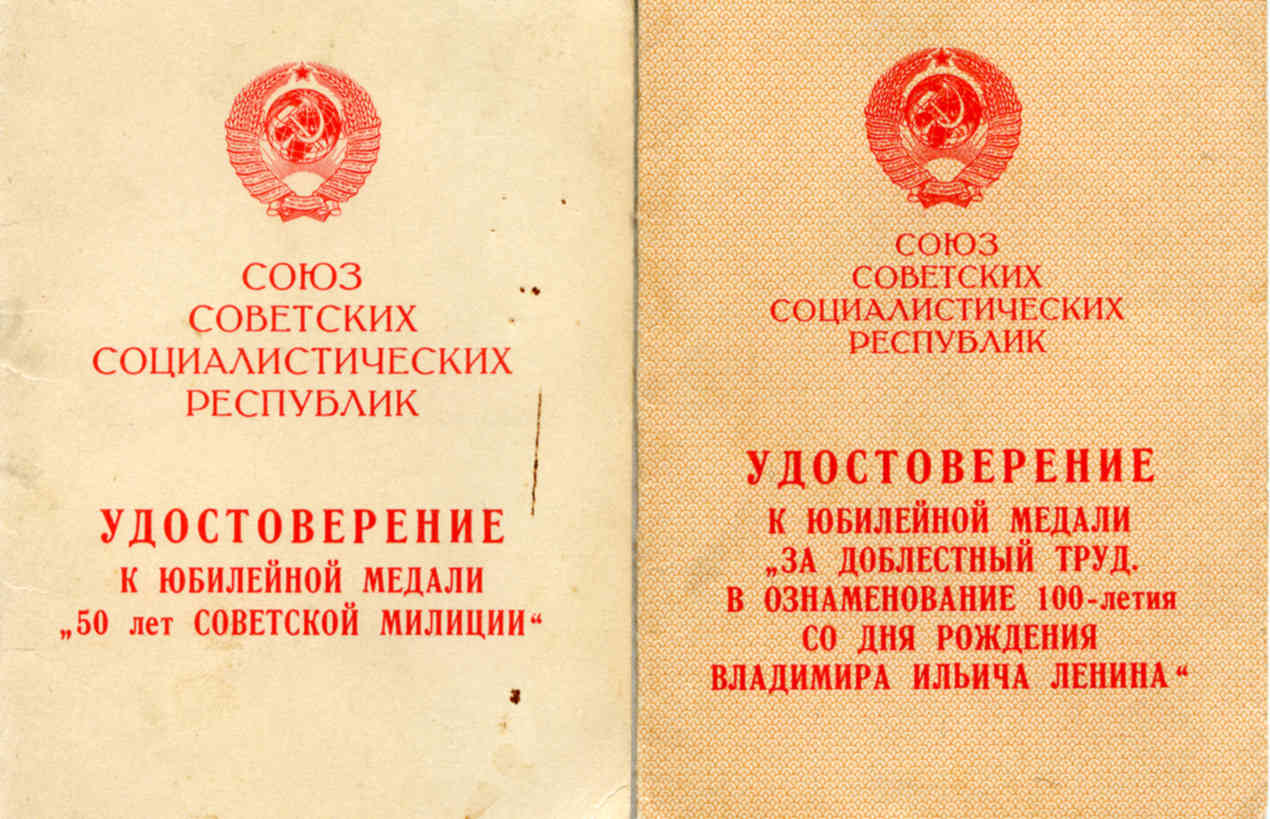 СОЮЗ
СОВЕТСКИХ
СОЦИАЛИСТИЧЕСКИХ
РЕСПУБЛИК
УДОСТОВЕРЕНИЕ
К ЮБИЛЕЙНОЙ МЕДАЛИ
„50 лет СОВЕТСКОЙ МИЛИЦИИ“
СОЮЗ
СОВЕТСКИХ
СОЦИАЛИСТИЧЕСКИХ
РЕСПУБЛИК
УДОСТОВЕРЕНИЕ
К ЮБИЛЕЙНОЙ МЕДАЛИ
„ЗА ДОБЛЕСТНЫЙ ТРУД.
В ОЗНАМЕНОВАНИЕ 100-летия
СО ДНЯ РОЖДЕНИЯ
ВЛАДИМИРА ИЛЬИЧА ЛЕНИНА“